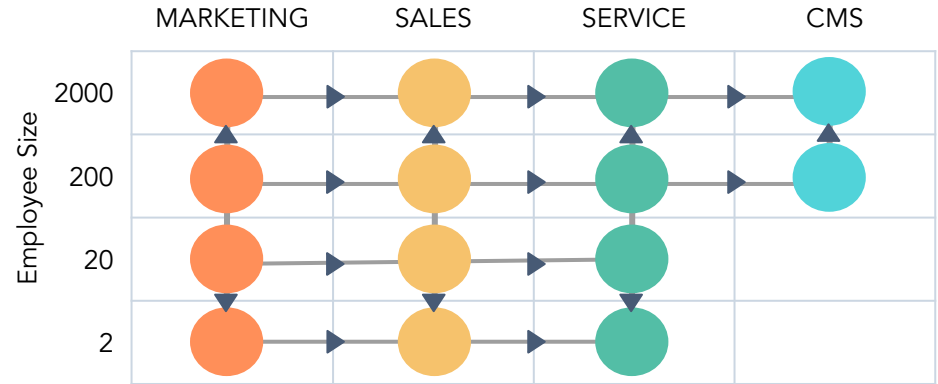 MARKETING SALES SERVICE CMS
Employee Size
2000
200
20
2